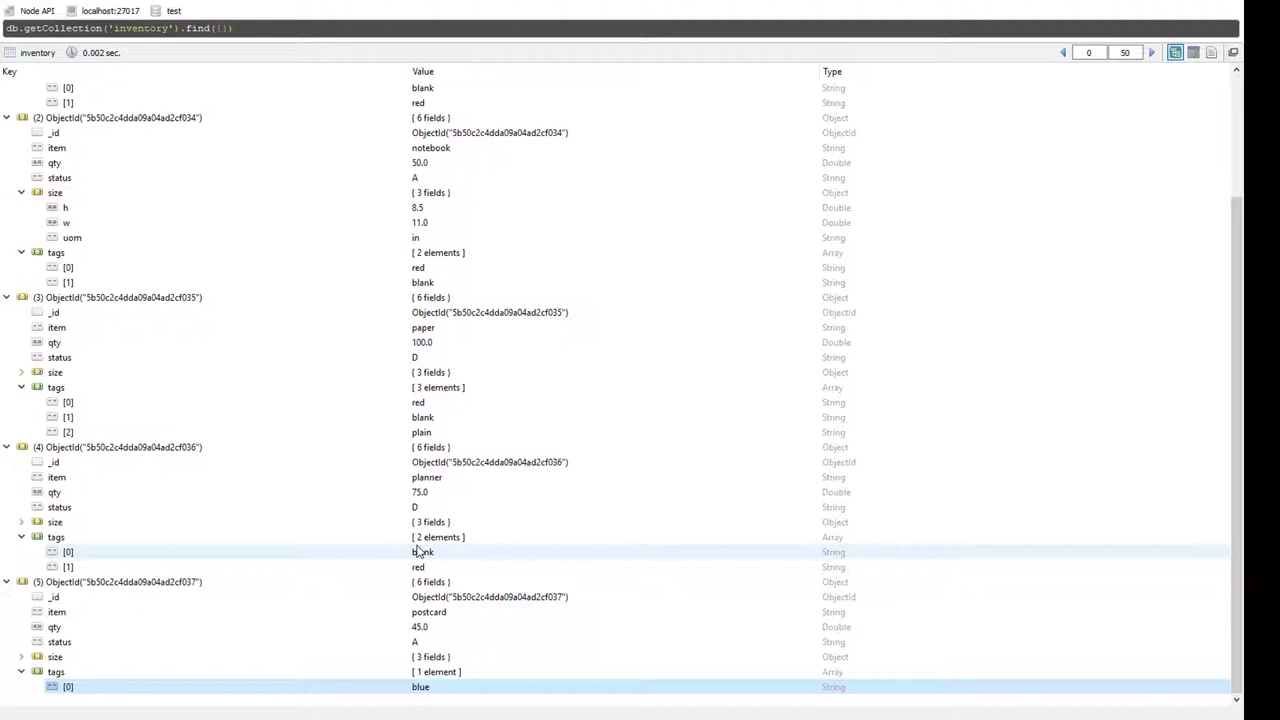 Node API localhost:27017 test
db.getCollection('inventory').find({})
inventory 0.002 sec. 0 50
Key Value Type
[0] blank String
[1] red String
(2) ObjectId("5b50c2c4dda09a04ad2cf034") { 6 fields } Object
_id ObjectId("5b50c2c4dda09a04ad2cf034") ObjectId
item notebook String
qty 50.0 Double
status A String
size { 3 fields } Object
h 8.5 Double
w 11.0 Double
uom in String
tags [ 2 elements ] Array
[0] red String
[1] blank String
(3) ObjectId("5b50c2c4dda09a04ad2cf035") { 6 fields } Object
_id ObjectId("5b50c2c4dda09a04ad2cf035") ObjectId
item paper String
qty 100.0 Double
status D String
size { 3 fields } Object
tags [ 3 elements ] Array
[0] red String
[1] blank String
[2] plain String
(4) ObjectId("5b50c2c4dda09a04ad2cf036") { 6 fields } Object
_id ObjectId("5b50c2c4dda09a04ad2cf036") ObjectId
item planner String
qty 75.0 Double
status D String
size { 3 fields } Object
tags [ 2 elements ] Array
[0] blank String
[1] red String
(5) ObjectId("5b50c2c4dda09a04ad2cf037") { 6 fields } Object
_id ObjectId("5b50c2c4dda09a04ad2cf037") ObjectId
item postcard String
qty 45.0 Double
status A String
size { 3 fields } Object
tags [ 1 element ] Array
[0] blue String